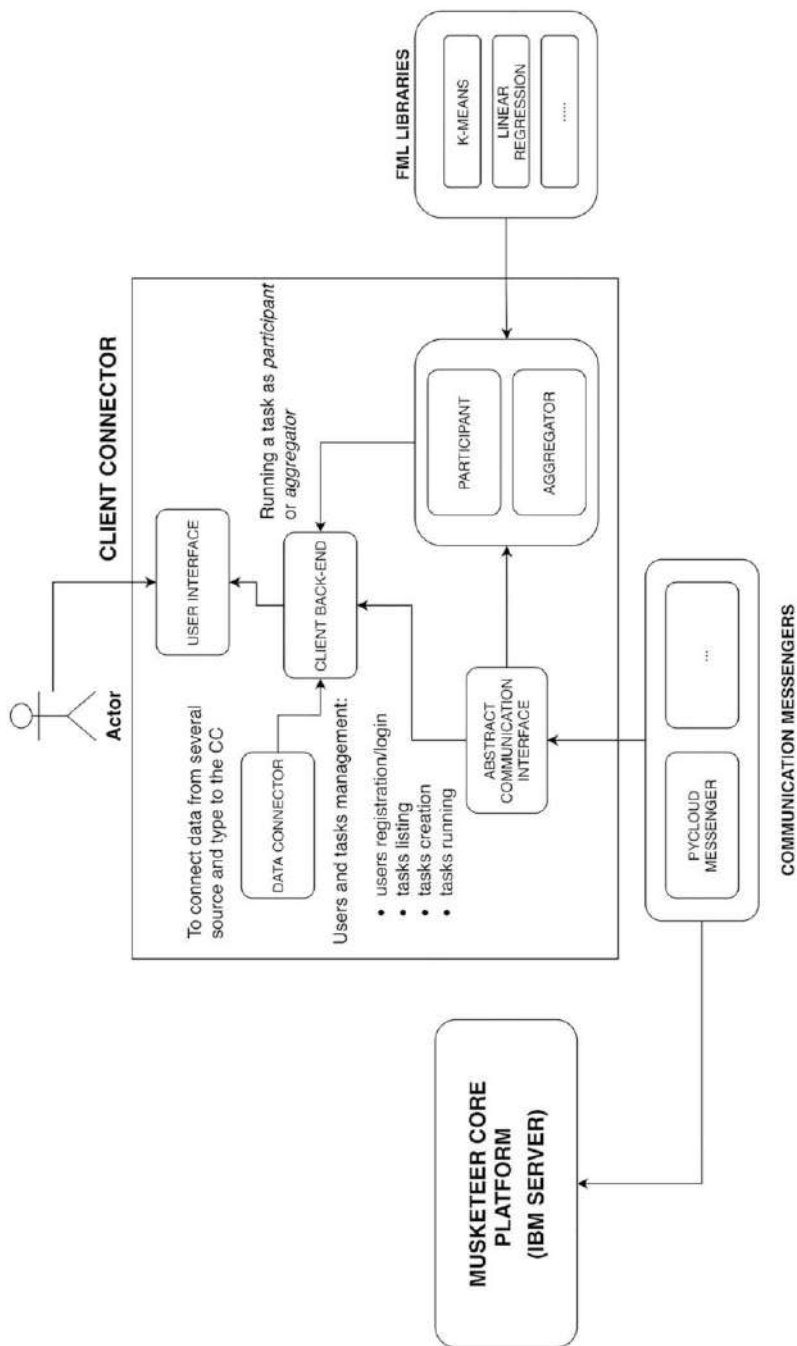 Actor
CLIENT CONNECTOR
USER INTERFACE
To connect data from several
source and type to the CC
DATA CONNECTOR
CLIENT BACK-END
Running a task as participant
or aggregator
Users and tasks management:
• users registration/login
• tasks listing
• tasks creation
• tasks running
ABSTRACT
COMMUNICATION
INTERFACE
PARTICIPANT
AGGREGATOR
FML LIBRARIES
K-MEANS
LINEAR
REGRESSION
.....
MUSKETEER CORE
PLATFORM
(IBM SERVER)
PYCLOUD
MESSENGER
...
COMMUNICATION MESSENGERS